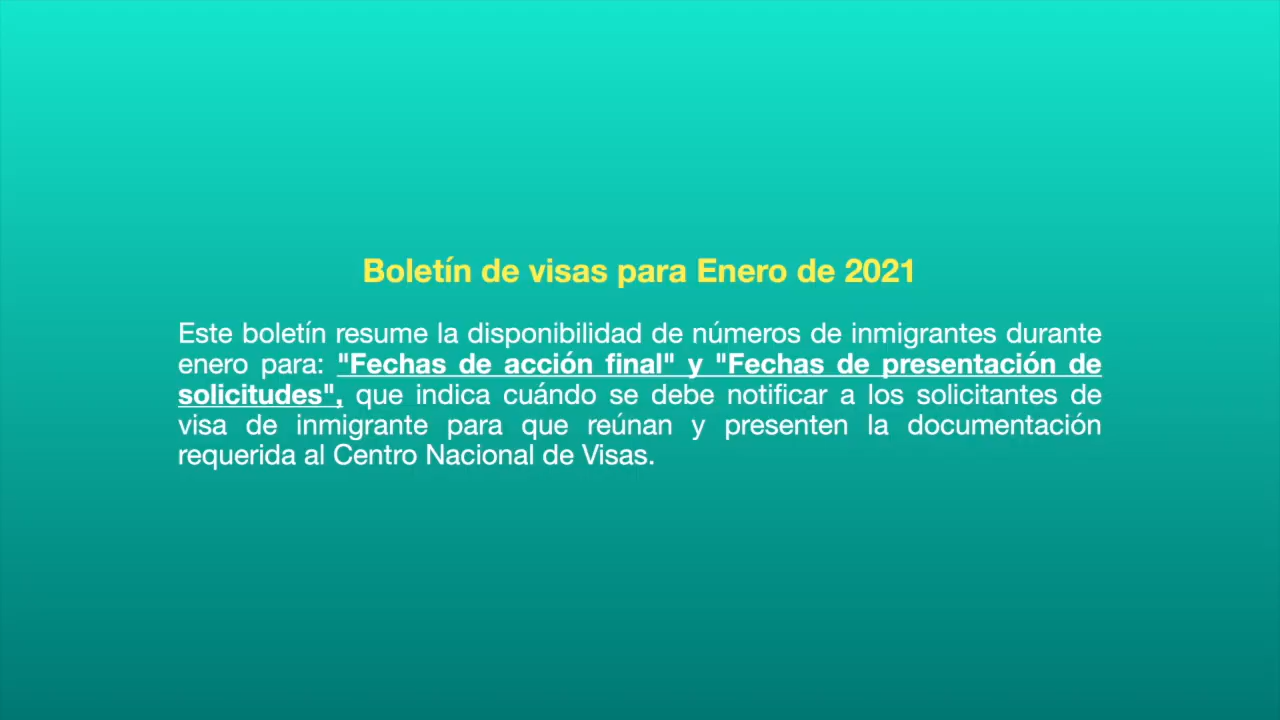 Boletín de visas para Enero de 2021
Este boletín resume la disponibilidad de números de inmigrantes durante
enero para: "Fechas de acción final" y "Fechas de presentación de
solicitudes", que indica cuándo se debe notificar a los solicitantes de
visa de inmigrante para que reúnan y presenten la documentación
requerida al Centro Nacional de Visas.